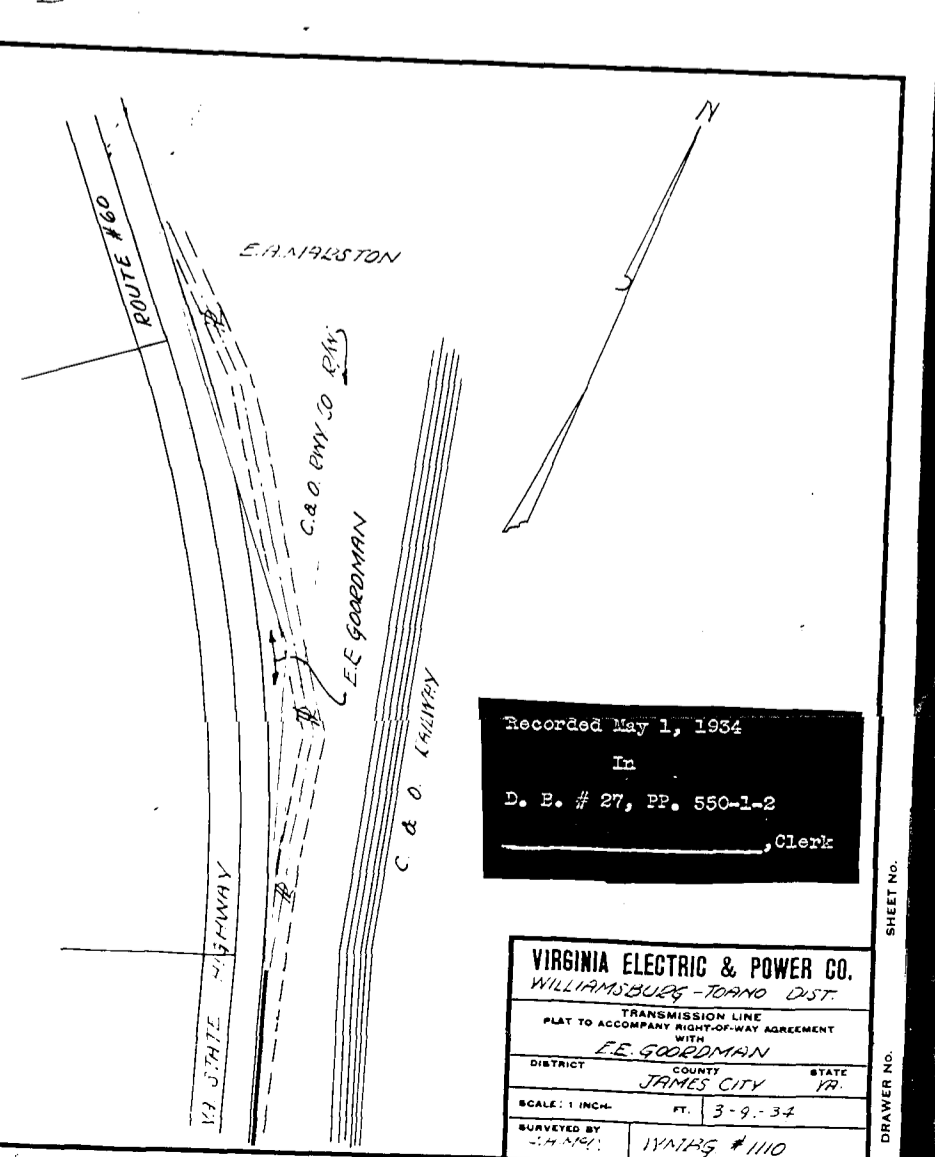 N
ROUTE #60
E.A. MARSTON
C. & O. RWY CO R/W
E.E GOORDMAN
C. & O. RAILWAY
VA. STATE HIGHWAY
Recorded May 1, 1934
In
D. B. # 27, PP. 550-1-2
,Clerk
SHEET No.
DRAWER No.
VIRGINIA ELECTRIC & POWER CO.
WILLIAMSBURG - TOANO DIST.
TRANSMISSION LINE
PLAT TO ACCOMPANY RIGHT-OF-WAY AGREEMENT
WITH
E.E. GOORDMAN
DISTRICT COUNTY STATE
JAMES CITY VA.
SCALE: 1 INCH- FT. 3-9-34
SURVEYED BY
WMBG #1110